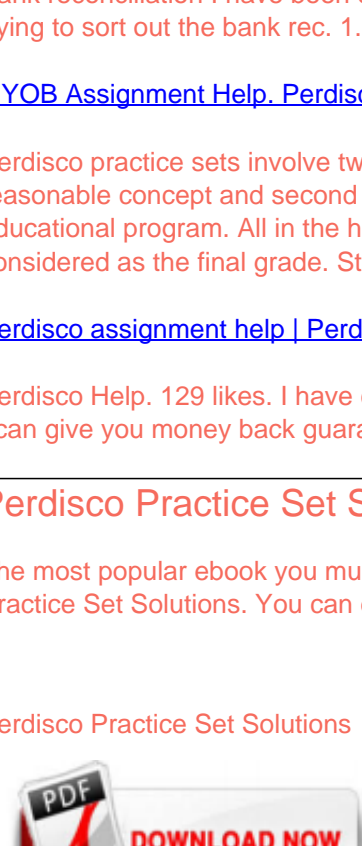 ank reconciliation I have been
ying to sort out the bank rec. 1.
YOB Assignment Help. Perdisc
erdisco practice sets involve tw
easonable concept and second
ducational program. All in the h
onsidered as the final grade. St
erdisco assignment help | Perd
erdisco Help. 129 likes. I have
can give you money back guara
Perdisco Practice Set S
he most popular ebook you mu
ractice Set Solutions. You can
erdisco Practice Set Solutions
PDF
DOWNLOAD NOW